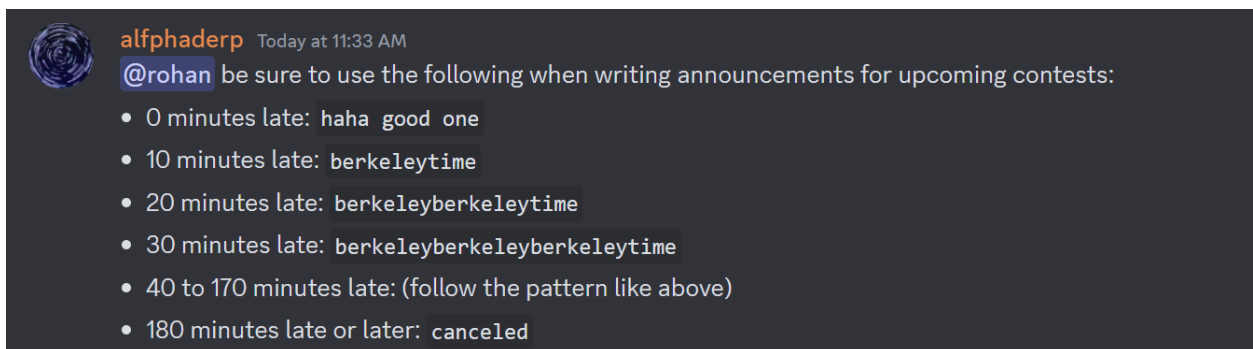 alfphaderp Today at 11:33 AM
@rohan be sure to use the following when writing announcements for upcoming contests:
• 0 minutes late: haha good one
• 10 minutes late: berkeleytime
• 20 minutes late: berkeleyberkeleytime
• 30 minutes late: berkeleyberkeleyberkeleytime
• 40 to 170 minutes late: (follow the pattern like above)
• 180 minutes late or later: canceled